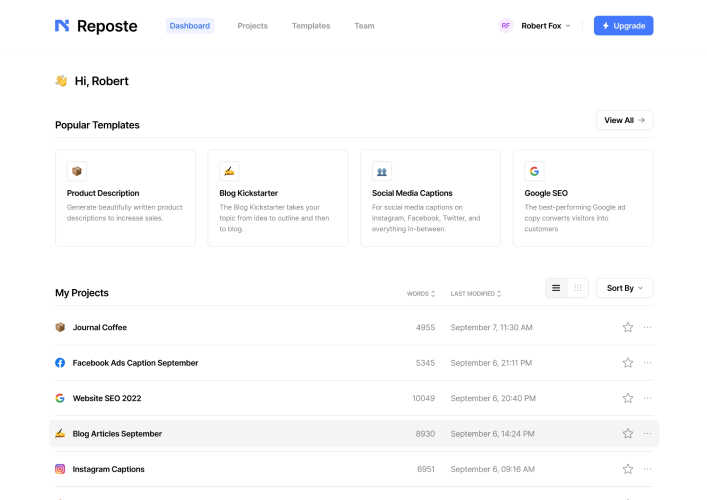 Reposte
Dashboard
Projects
Templates
Team
RF
Robert Fox
Upgrade
Hi, Robert
Popular Templates
View All
Product Description
Generate beautifully written product
descriptions to increase sales.
Blog Kickstarter
The Blog Kickstarter takes your
topic from idea to outline and then
to blog.
Social Media Captions
For social media captions on
Instagram, Facebook, Twitter, and
everything in-between.
Google SEO
The best-performing Google ad
copy converts visitors into
customers
My Projects
WORDS
LAST MODIFIED
Sort By
Journal Coffee 4955 September 7, 11:30 AM
Facebook Ads Caption September 5345 September 6, 21:11 PM
Website SEO 2022 10049 September 6, 20:40 PM
Blog Articles September 8930 September 6, 14:24 PM
Instagram Captions 6951 September 6, 09:16 AM